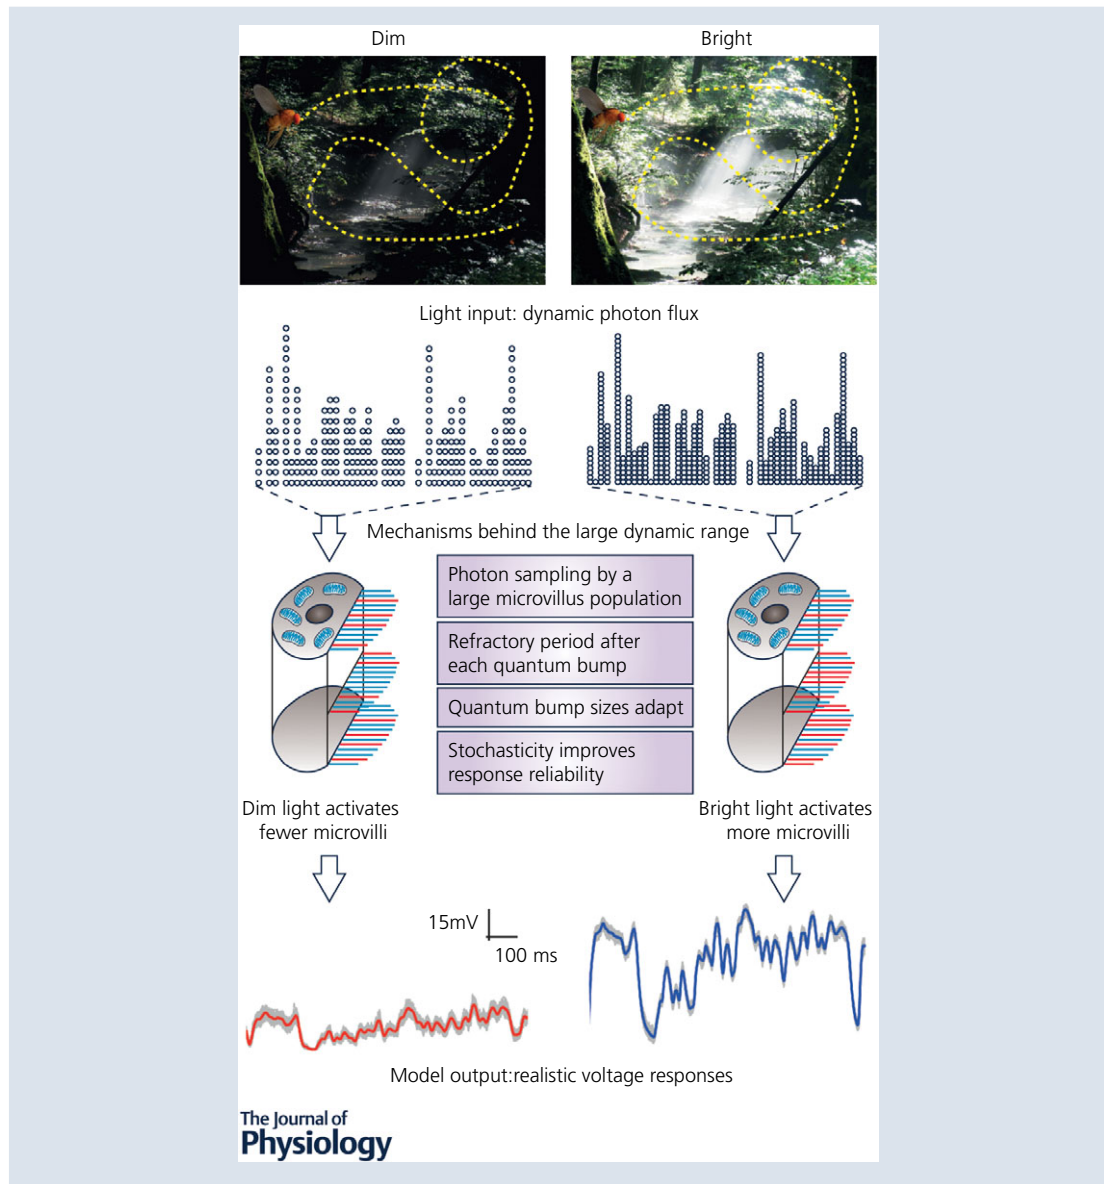 Dim
Bright
Light input: dynamic photon flux
Mechanisms behind the large dynamic range
Photon sampling by a
large microvillus population
Refractory period after
each quantum bump
Quantum bump sizes adapt
Stochasticity improves
response reliability
Dim light activates
fewer microvilli
Bright light activates
more microvilli
15mV
100 ms
Model output:realistic voltage responses
The Journal of
Physiology